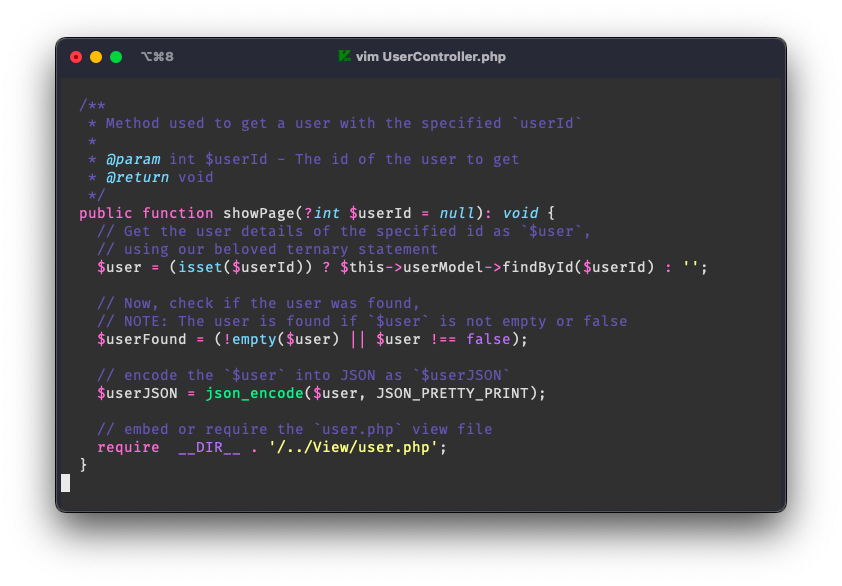 ⌥⌘8 vim UserController.php
/**
 * Method used to get a user with the specified `userId`
 *
 * @param int $userId - The id of the user to get
 * @return void
 */
public function showPage(?int $userId = null): void {
  // Get the user details of the specified id as `$user`,
  // using our beloved ternary statement
  $user = (isset($userId)) ? $this->userModel->findById($userId) : '';

  // Now, check if the user was found,
  // NOTE: The user is found if `$user` is not empty or false
  $userFound = (!empty($user) || $user !== false);

  // encode the `$user` into JSON as `$userJSON`
  $userJSON = json_encode($user, JSON_PRETTY_PRINT);

  // embed or require the `user.php` view file
  require  __DIR__ . '/../View/user.php';
}